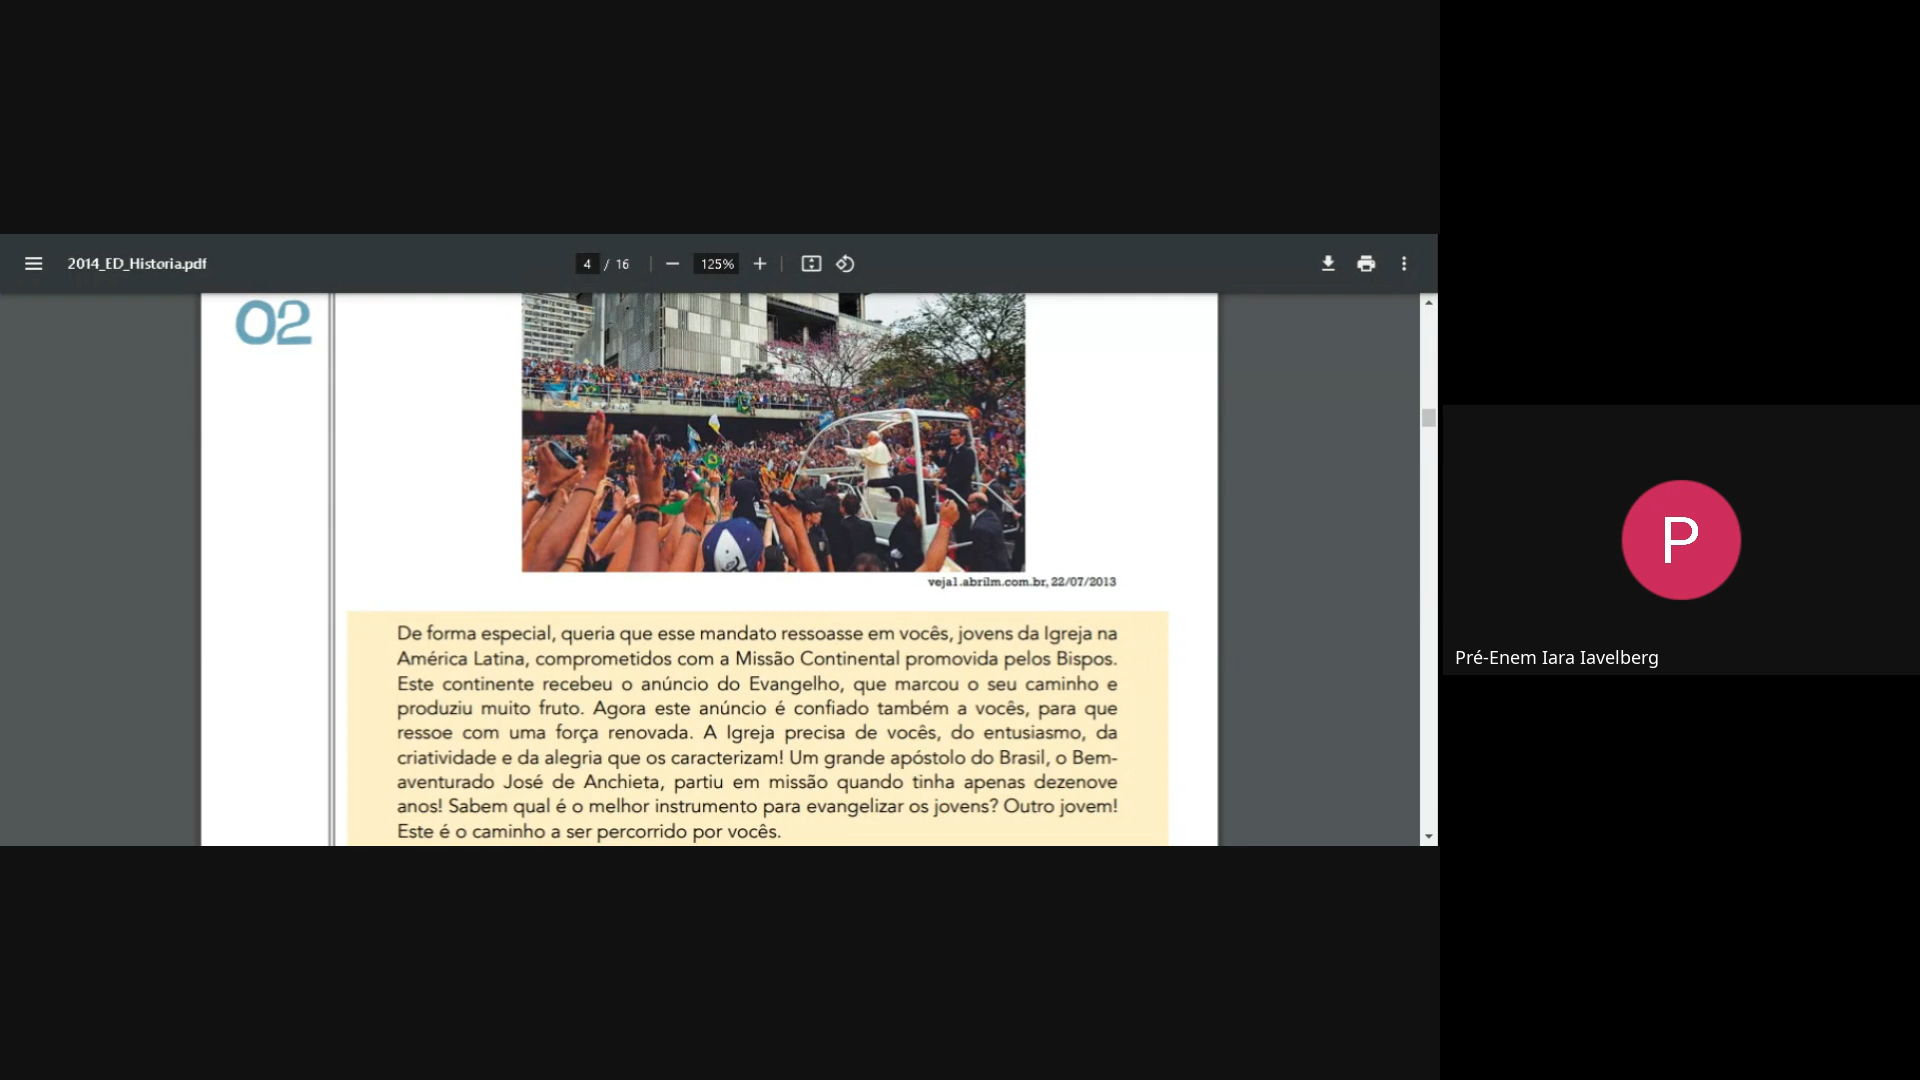 2014_ED_Historia.pdf
4 / 16
125%
02
veja1.abrilm.com.br, 22/07/2013
De forma especial, queria que esse mandato ressoasse em vocês, jovens da Igreja na
América Latina, comprometidos com a Missão Continental promovida pelos Bispos.
Este continente recebeu o anúncio do Evangelho, que marcou o seu caminho e
produziu muito fruto. Agora este anúncio é confiado também a vocês, para que
ressoe com uma força renovada. A Igreja precisa de vocês, do entusiasmo, da
criatividade e da alegria que os caracterizam! Um grande apóstolo do Brasil, o Bem-
aventurado José de Anchieta, partiu em missão quando tinha apenas dezenove
anos! Sabem qual é o melhor instrumento para evangelizar os jovens? Outro jovem!
Este é o caminho a ser percorrido por vocês.
P
Pré-Enem Iara Iavelberg